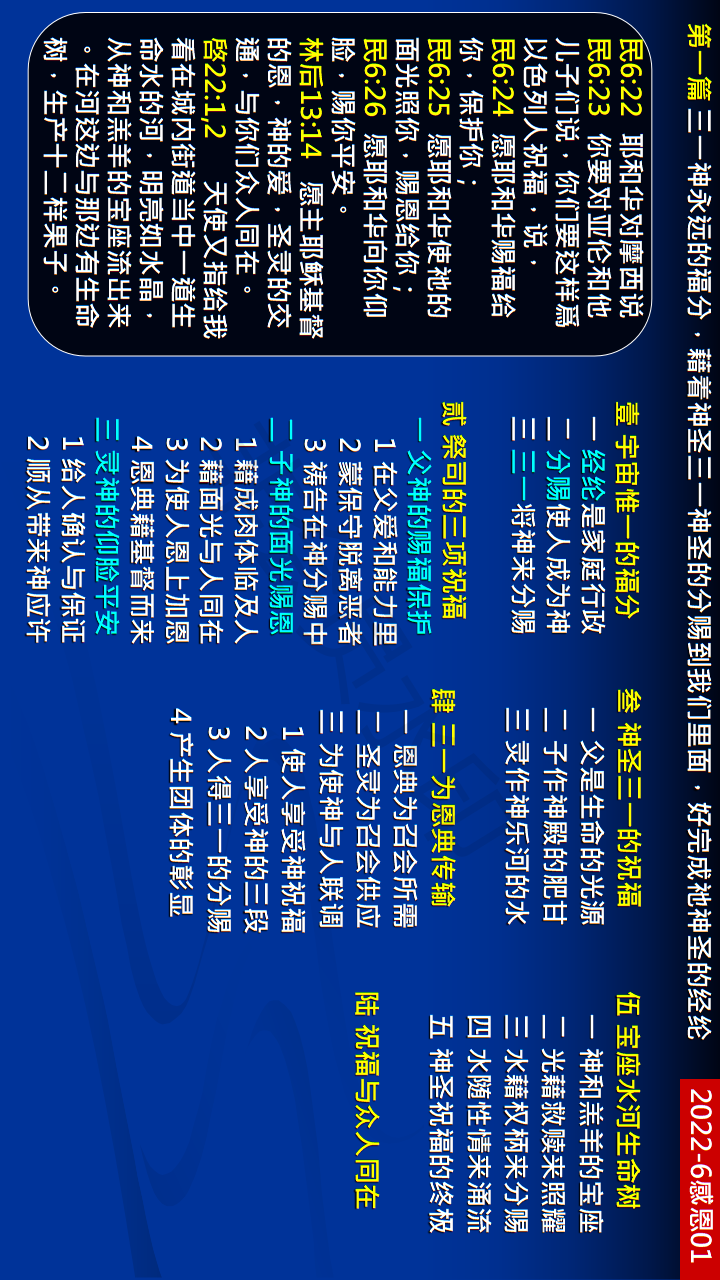 第一篇 三一神永远的福分，藉着神圣三一神圣的分赐到我们里面，好完成祂神圣的经纶
2022-6感恩01
民6:22 耶和华对摩西说
民6:23 你要对亚伦和他
儿子们说，你们要这样爲
以色列人祝福，说，
民6:24 愿耶和华赐福给
你，保护你；
民6:25 愿耶和华使祂的
面光照你，赐恩给你；
民6:26 愿耶和华向你仰
脸，赐你平安。
林后13:14 愿主耶稣基督
的恩，神的爱，圣灵的交
通，与你们众人同在。
启22:1,2 天使又指给我
看在城内街道当中一道生
命水的河，明亮如水晶，
从神和羔羊的宝座流出来
。在河这边与那边有生命
树，生产十二样果子。
壹 宇宙惟一的福分
一 经纶是家庭行政
二 分赐使人成为神
三 三一将神来分赐
贰 祭司的三项祝福
一 父神的赐福保护
1 在父爱和能力里
2 蒙保守脱离恶者
3 祷告在神分赐中
二 子神的面光赐恩
1 藉成肉体临及人
2 藉面光与人同在
3 为使人恩上加恩
4 恩典藉基督而来
三 灵神的仰脸平安
1 给人确认与保证
2 顺从带来神应许
叁 神圣三一的祝福
一 父是生命的光源
二 子作神殿的肥甘
三 灵作神乐河的水
肆 三一为恩典传输
一 恩典为召会所需
二 圣灵为召会供应
三 为使神与人联调
1 使人享受神祝福
2 人享受神的三段
3 人得三一的分赐
4 产生团体的彰显
伍 宝座水河生命树
一 神和羔羊的宝座
二 光藉救赎来照耀
三 水藉权柄来分赐
四 水随性情来涌流
五 神圣祝福的终极
陆 祝福与众人同在